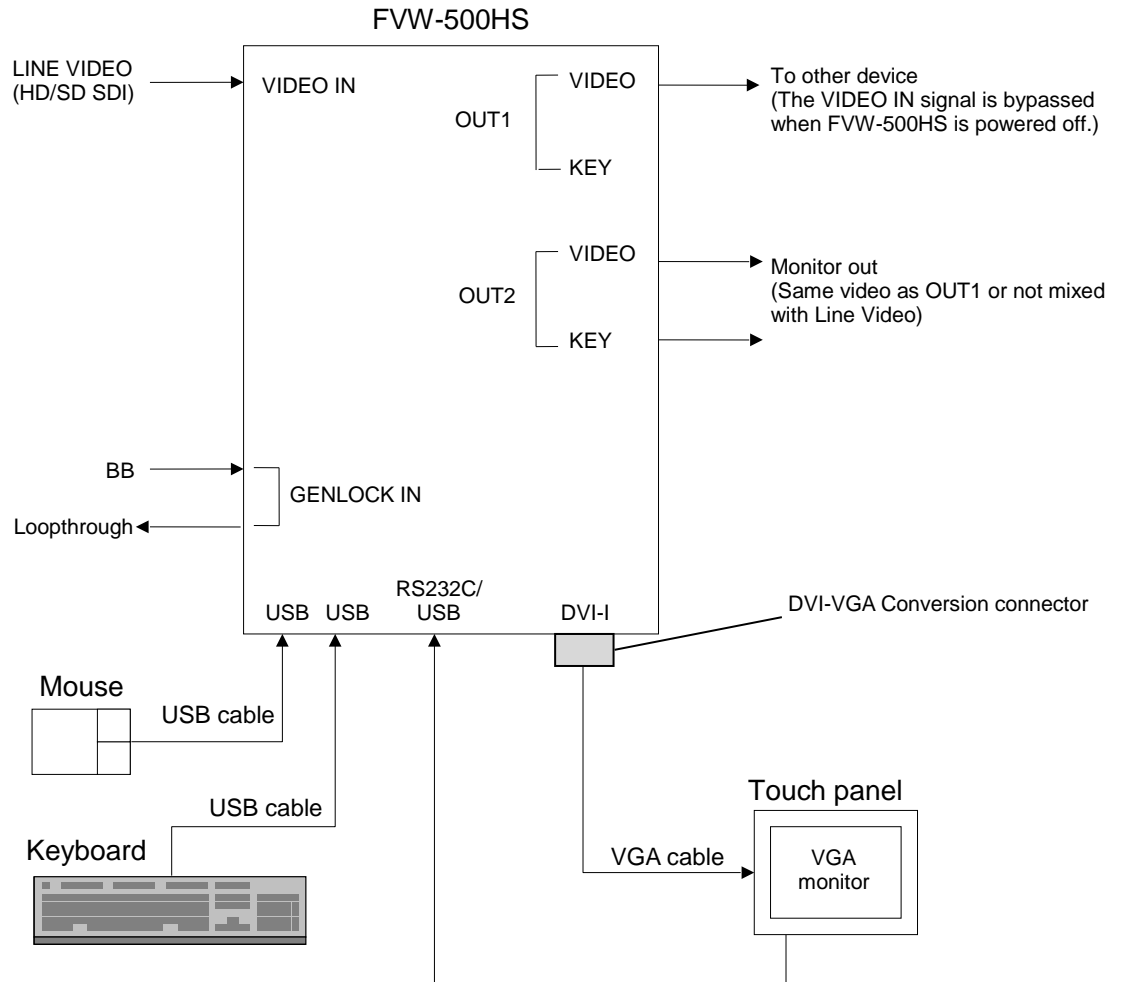 FVW-500HS
LINE VIDEO
(HD/SD SDI)
VIDEO IN
OUT1
VIDEO
KEY
To other device
(The VIDEO IN signal is bypassed
when FVW-500HS is powered off.)
OUT2
VIDEO
KEY
Monitor out
(Same video as OUT1 or not mixed
with Line Video)
BB
Loopthrough
GENLOCK IN
USB
USB
RS232C/
USB
DVI-I
DVI-VGA Conversion connector
Mouse
USB cable
USB cable
Keyboard
VGA cable
Touch panel
VGA
monitor